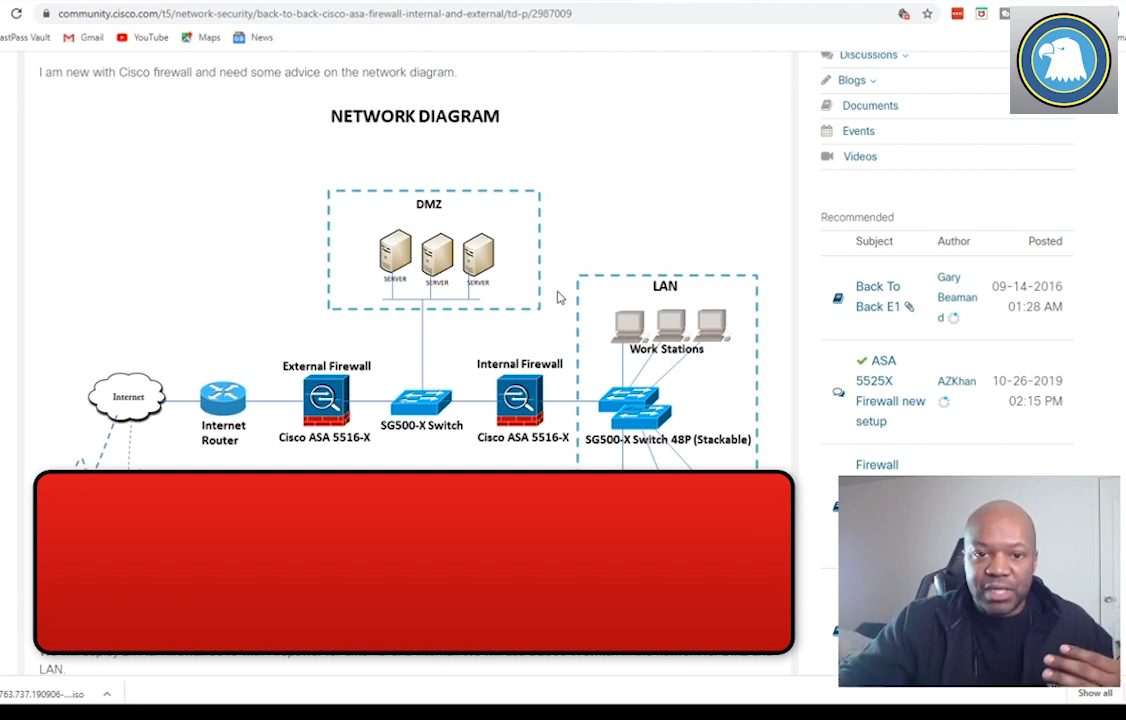 community.cisco.com/t5/network-security/back-to-back-cisco-asa-firewall-internal-and-external/td-p/2987009
astPass Vault Gmail YouTube Maps News
I am new with Cisco firewall and need some advice on the network diagram.
NETWORK DIAGRAM
DMZ
SERVER SERVER SERVER
LAN
Work Stations
External Firewall
Internal Firewall
Internet
Internet
Router
Cisco ASA 5516-X
SG500-X Switch
Cisco ASA 5516-X
SG500-X Switch 48P (Stackable)
LAN.
763.737.190906-....iso
Show all
Discussions
Blogs
Documents
Events
Videos
Recommended
Subject Author Posted
Back To
Back E1
Gary
Beaman
d
09-14-2016
01:28 AM
ASA
5525X
Firewall new
setup
AZKhan
10-26-2019
02:15 PM
Firewall